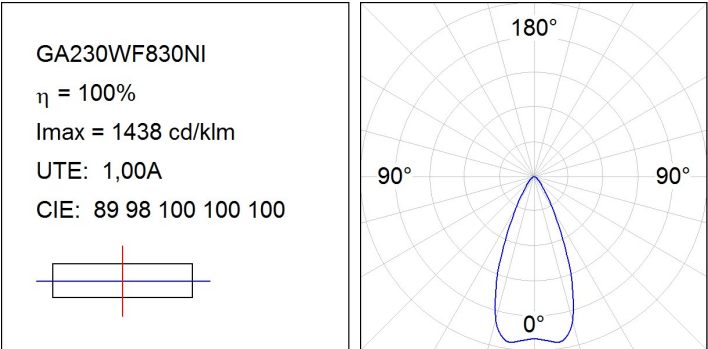 GA230WF830NI
η = 100%
Imax = 1438 cd/klm
UTE: 1,00A
CIE: 89 98 100 100 100
180°
90° 90°
0°